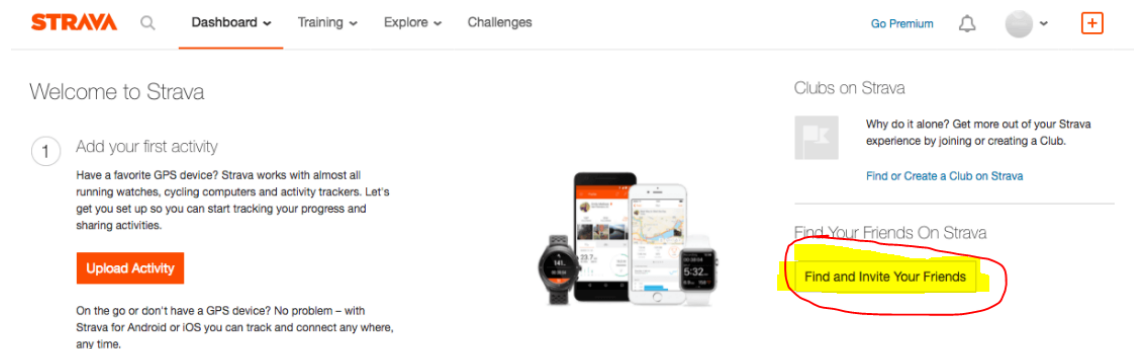 STRAVA Dashboard Training Explore Challenges Go Premium
Welcome to Strava
1 Add your first activity
Have a favorite GPS device? Strava works with almost all
running watches, cycling computers and activity trackers. Let's
get you set up so you can start tracking your progress and
sharing activities.
Upload Activity
On the go or don't have a GPS device? No problem – with
Strava for Android or iOS you can track and connect any where,
any time.
141.
23.7
5:32
Clubs on Strava
Why do it alone? Get more out of your Strava
experience by joining or creating a Club.
Find or Create a Club on Strava
Find Your Friends On Strava
Find and Invite Your Friends